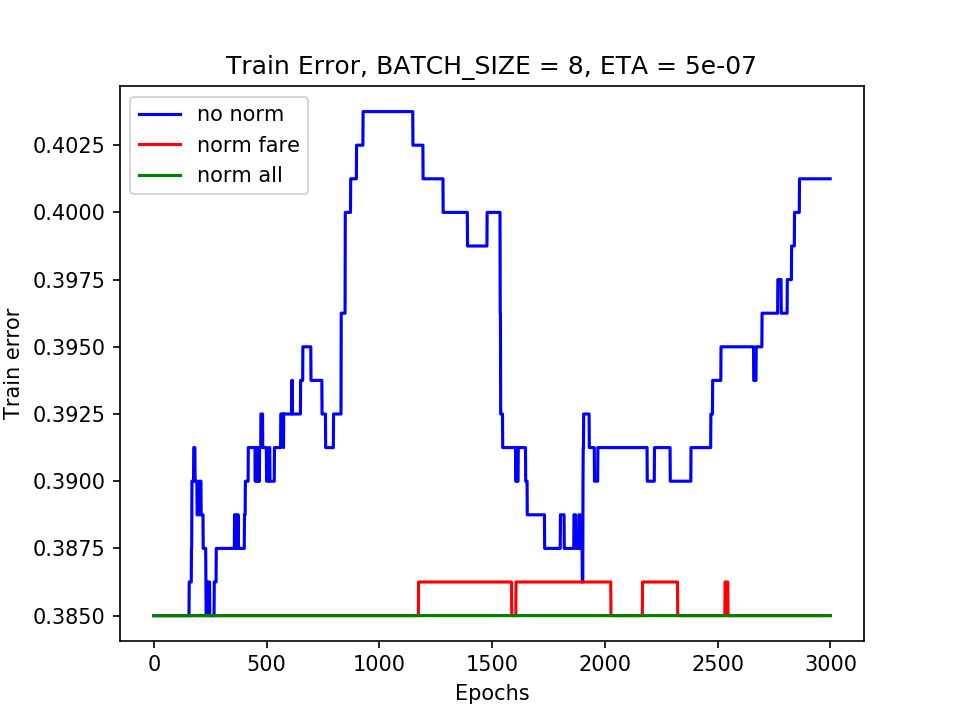 Train Error, BATCH_SIZE = 8, ETA = 5e-07
no norm
norm fare
norm all
0.4025
0.4000
0.3975
0.3950
0.3925
0.3900
0.3875
0.3850
Train error
0 500 1000 1500 2000 2500 3000
Epochs